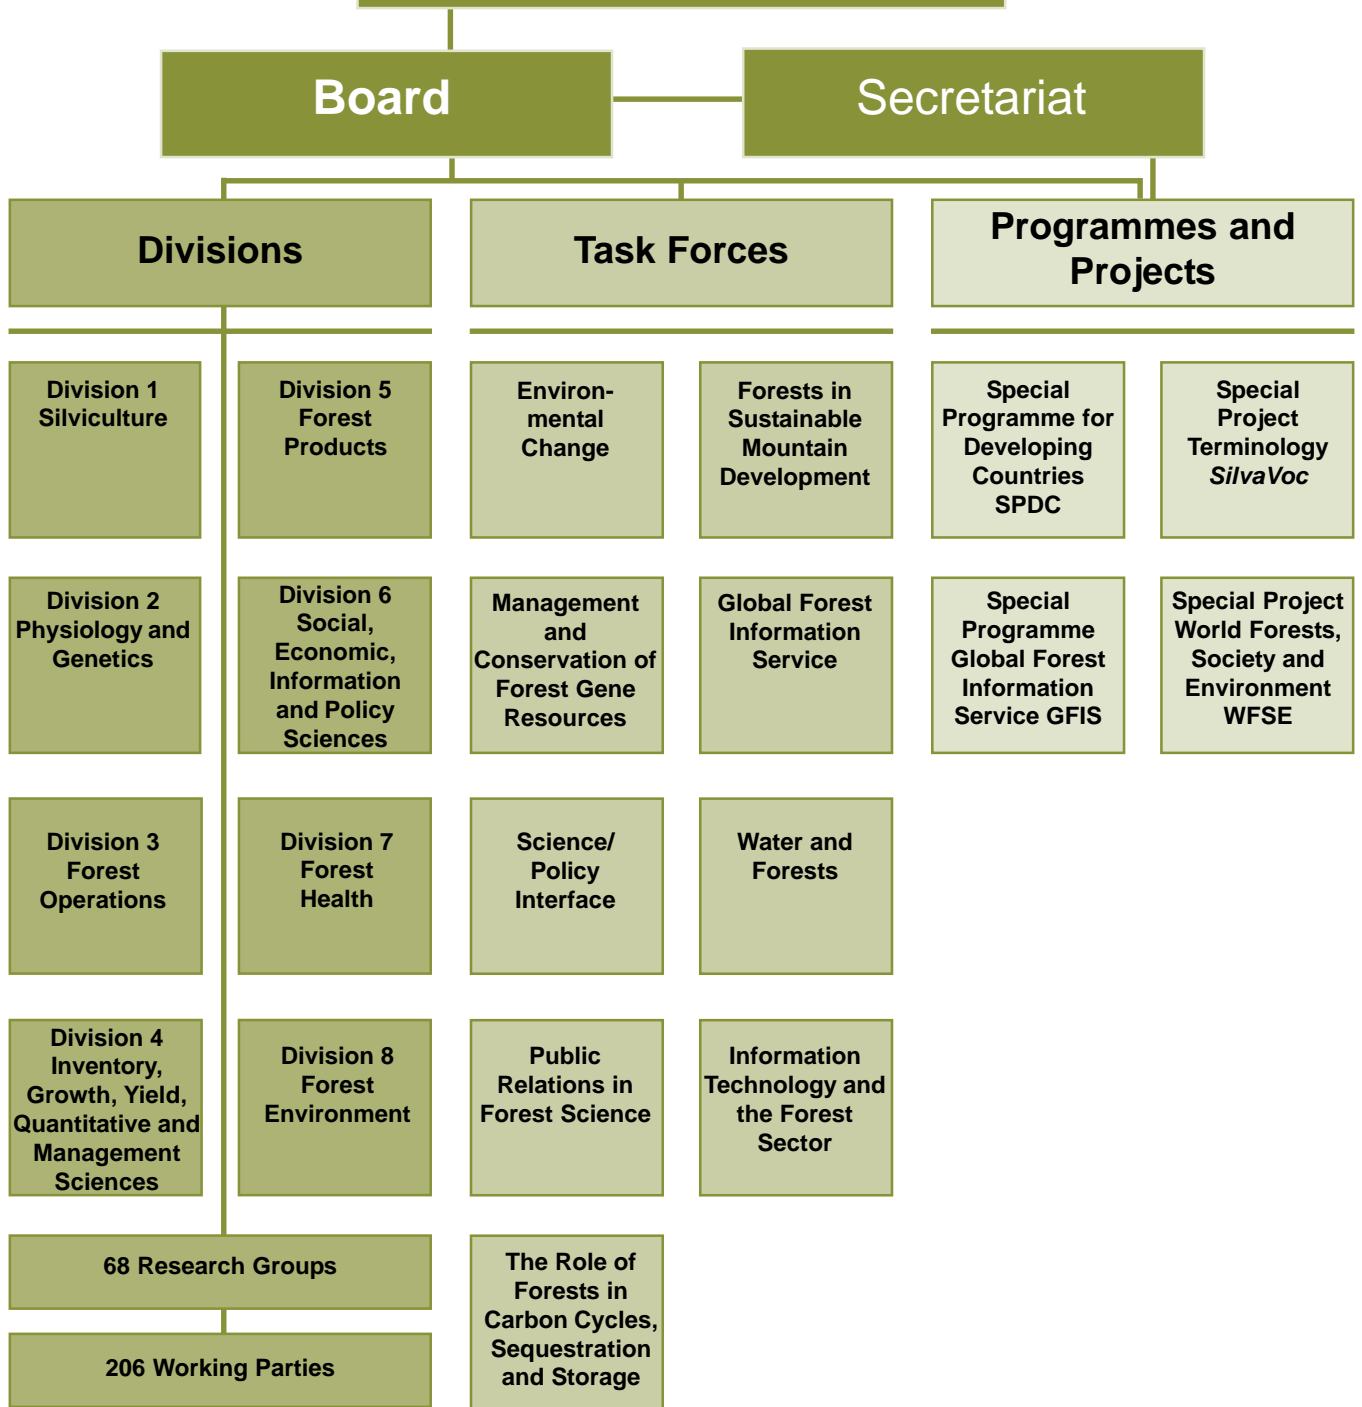 Board
Secretariat
Divisions
Task Forces
Programmes and
Projects
Division 1
Silviculture
Division 5
Forest
Products
Environ-
mental
Change
Forests in
Sustainable
Mountain
Development
Special
Programme for
Developing
Countries
SPDC
Special
Project
Terminology
SilvaVoc
Division 2
Physiology and
Genetics
Division 6
Social,
Economic,
Information
and Policy
Sciences
Management
and
Conservation of
Forest Gene
Resources
Global Forest
Information
Service
Special
Programme
Global Forest
Information
Service GFIS
Special Project
World Forests,
Society and
Environment
WFSE
Division 3
Forest
Operations
Division 7
Forest
Health
Science/
Policy
Interface
Water and
Forests
Division 4
Inventory,
Growth, Yield,
Quantitative and
Management
Sciences
Division 8
Forest
Environment
Public
Relations in
Forest Science
Information
Technology and
the Forest
Sector
68 Research Groups
206 Working Parties
The Role of
Forests in
Carbon Cycles,
Sequestration
and Storage